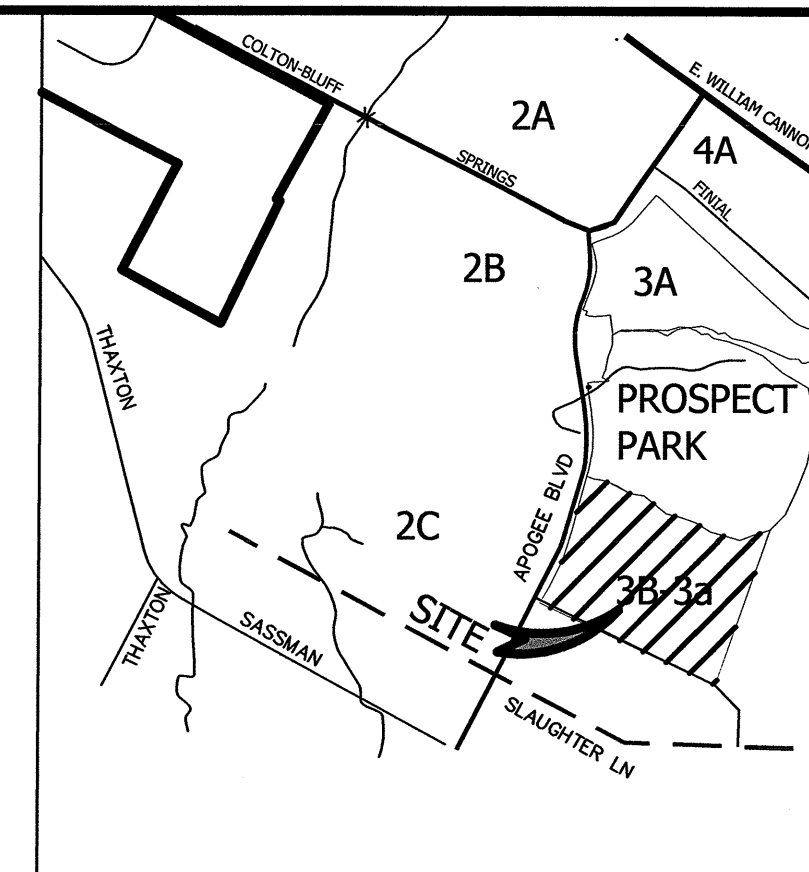 COLTON-BLUFF
SPRINGS
E. WILLIAM CANNON
2A
4A
FINIAL
2B
3A
THAXTON
PROSPECT
PARK
APOGEE BLVD
2C
3B-3a
SITE
THAXTON
SASSMAN
SLAUGHTER LN